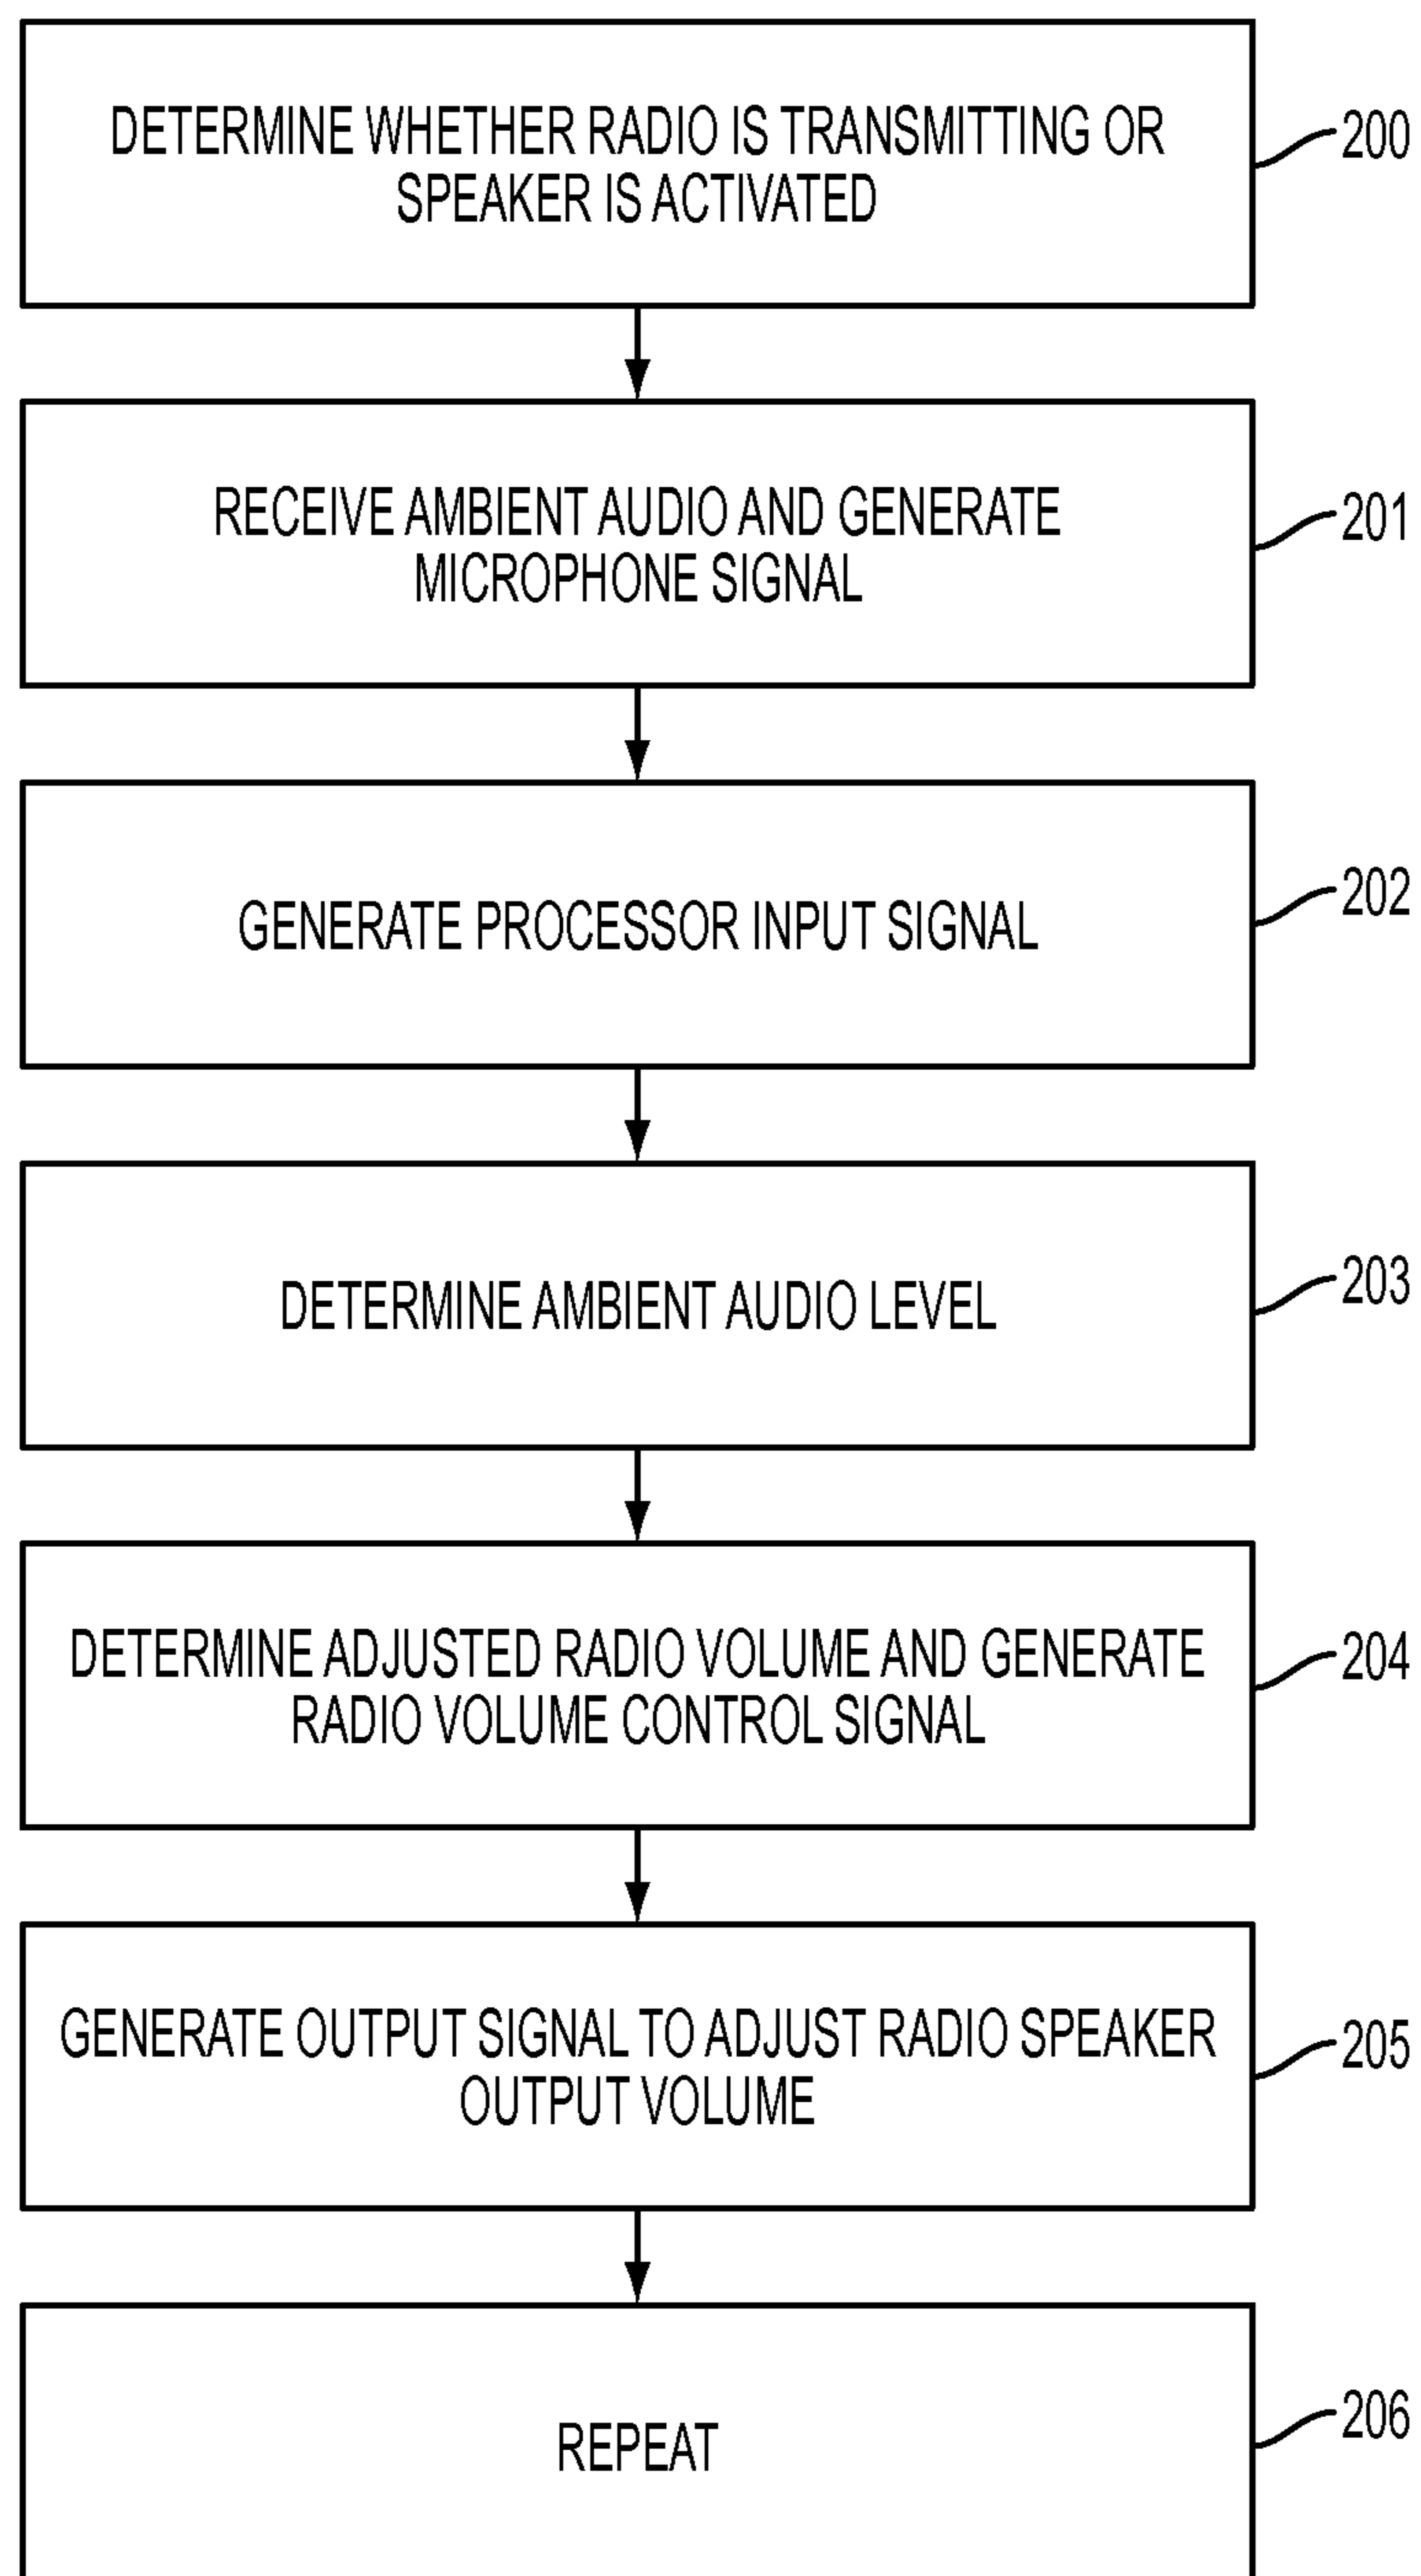 DETERMINE WHETHER RADIO IS TRANSMITTING OR
SPEAKER IS ACTIVATED
200
RECEIVE AMBIENT AUDIO AND GENERATE
MICROPHONE SIGNAL
201
GENERATE PROCESSOR INPUT SIGNAL
202
DETERMINE AMBIENT AUDIO LEVEL
203
DETERMINE ADJUSTED RADIO VOLUME AND GENERATE
RADIO VOLUME CONTROL SIGNAL
204
GENERATE OUTPUT SIGNAL TO ADJUST RADIO SPEAKER
OUTPUT VOLUME
205
REPEAT
206